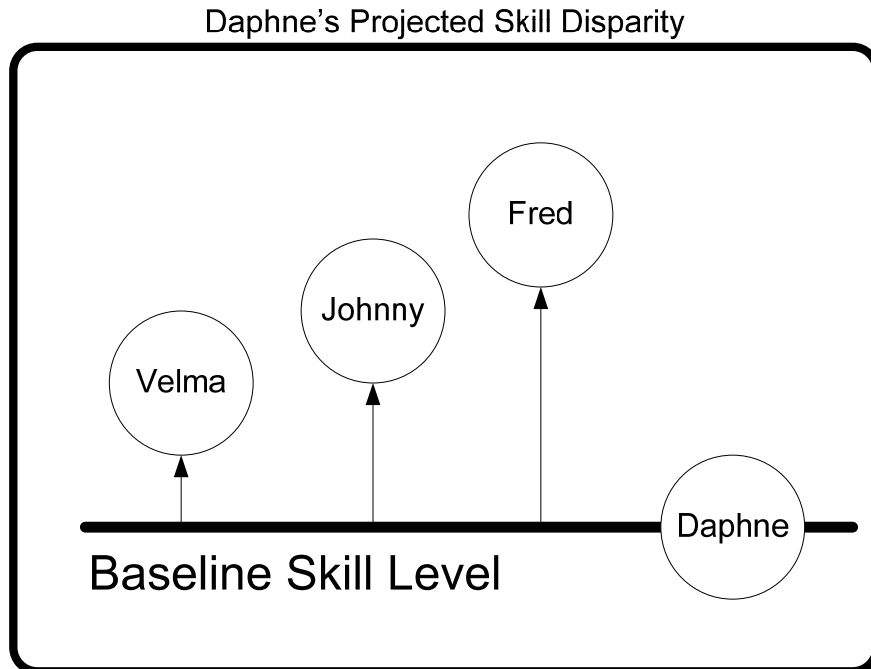 Daphne’s Projected Skill Disparity
Fred
Johnny
Velma
Daphne
Baseline Skill Level